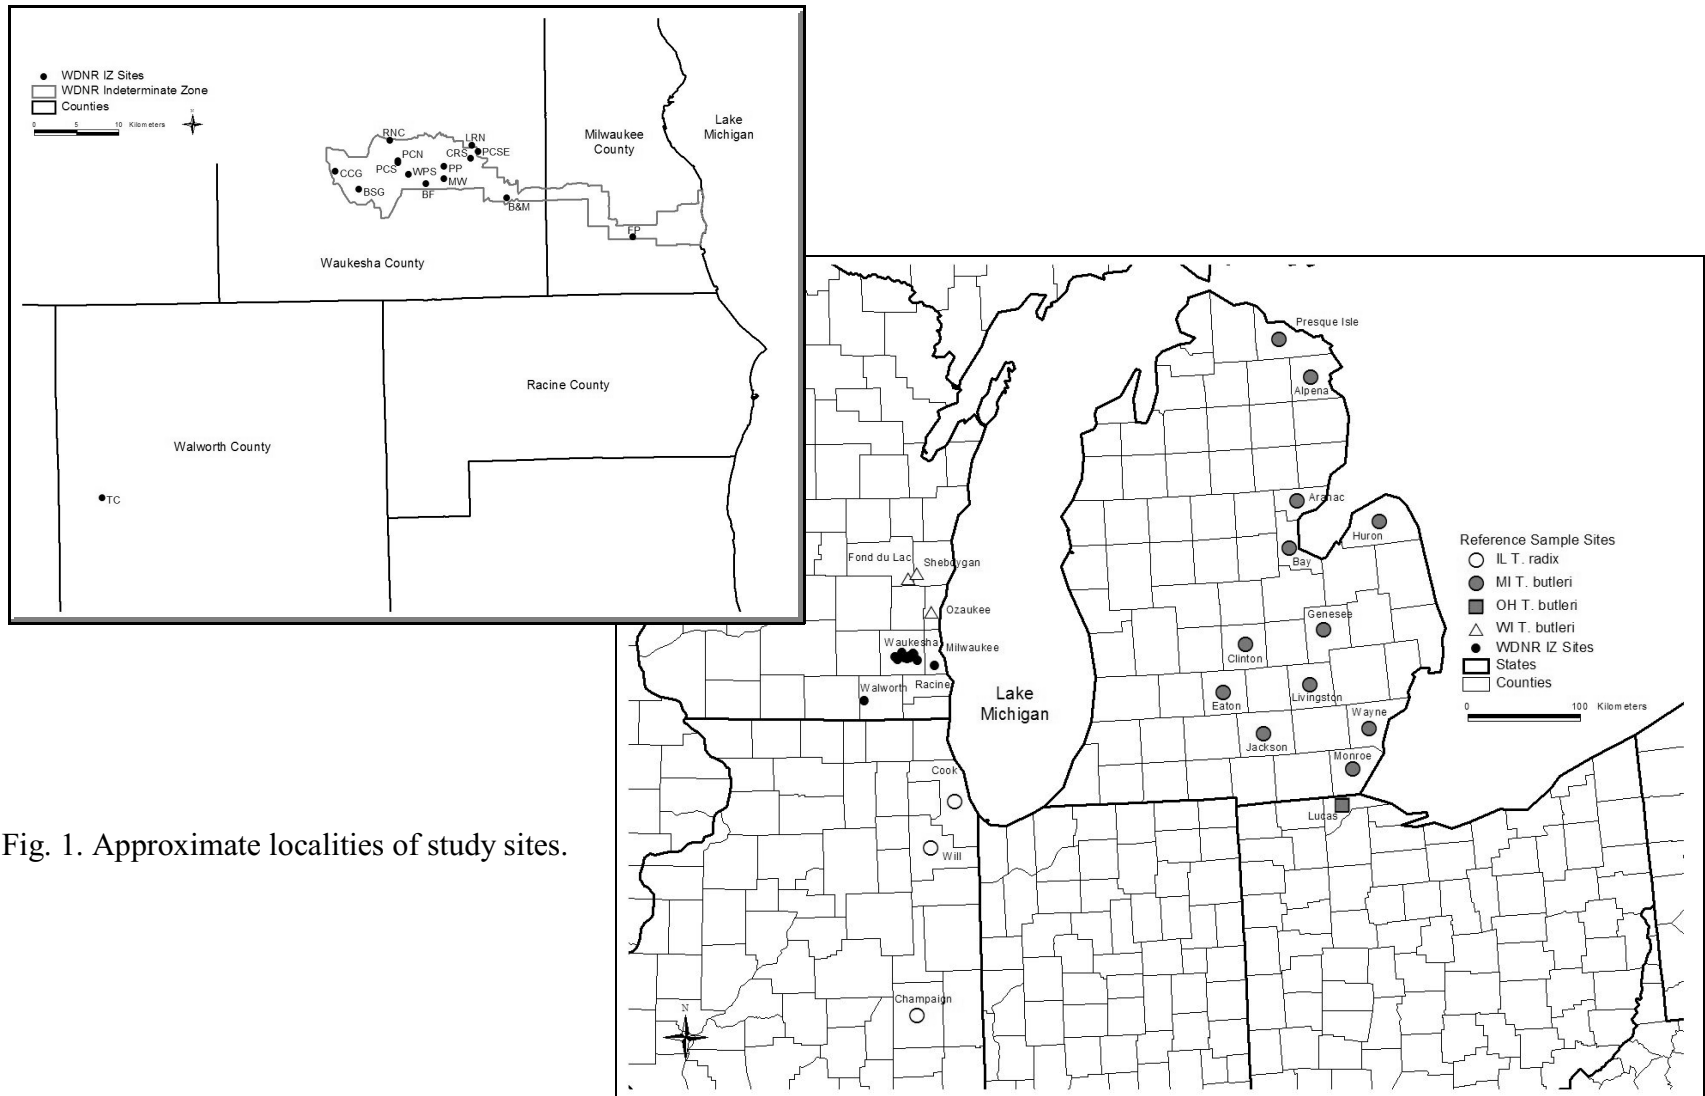 WDNR IZ Sites
WDNR Indeterminate Zone
Counties
0 5 10 Kilometers
N
Lake
Michigan
Milwaukee
County
RNC
LRN
CRS
PCSE
PCN
PCS
WPS
PP
CCG
MW
BSG
BF
B&M
FP
Waukesha County
Racine County
Walworth County
TC
Presque Isle
Alpena
Aranac
Huron
Bay
Fond du Lac
Sheboygan
Ozaukee
Genesee
Waukesha
Milwaukee
Clinton
Walworth
Racine
Livingston
Eaton
Lake
Michigan
Wayne
Jackson
Monroe
Cook
Lucas
Will
Champaign
N
Reference Sample Sites
IL T. radix
MI T. butleri
OH T. butleri
WI T. butleri
WDNR IZ Sites
States
Counties
0 100 Kilometers
Fig. 1. Approximate localities of study sites.